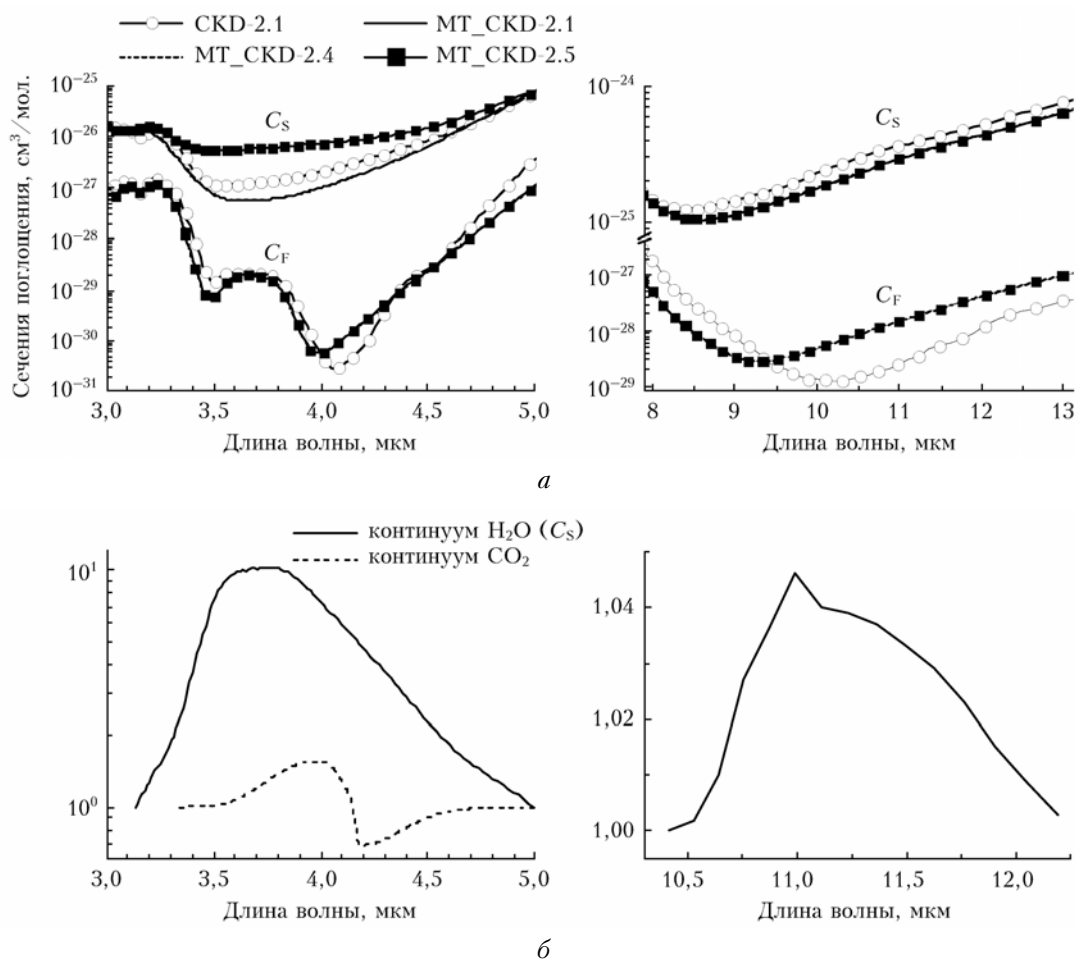 CKD-2.1 MT_CKD-2.1
MT_CKD-2.4 MT_CKD-2.5
Сечения поглощения, см³/мол.
10⁻²⁵
10⁻²⁶
10⁻²⁷
10⁻²⁸
10⁻²⁹
10⁻³⁰
10⁻³¹
C_S
C_F
3,0 3,5 4,0 4,5 5,0
Длина волны, мкм
10⁻²⁴
10⁻²⁵
10⁻²⁷
10⁻²⁸
10⁻²⁹
C_S
C_F
8 9 10 11 12 13
Длина волны, мкм
а
континуум H₂O (C_S)
континуум CO₂
10¹
10⁰
3,0 3,5 4,0 4,5 5,0
Длина волны, мкм
1,04
1,02
1,00
10,5 11,0 11,5 12,0
Длина волны, мкм
б